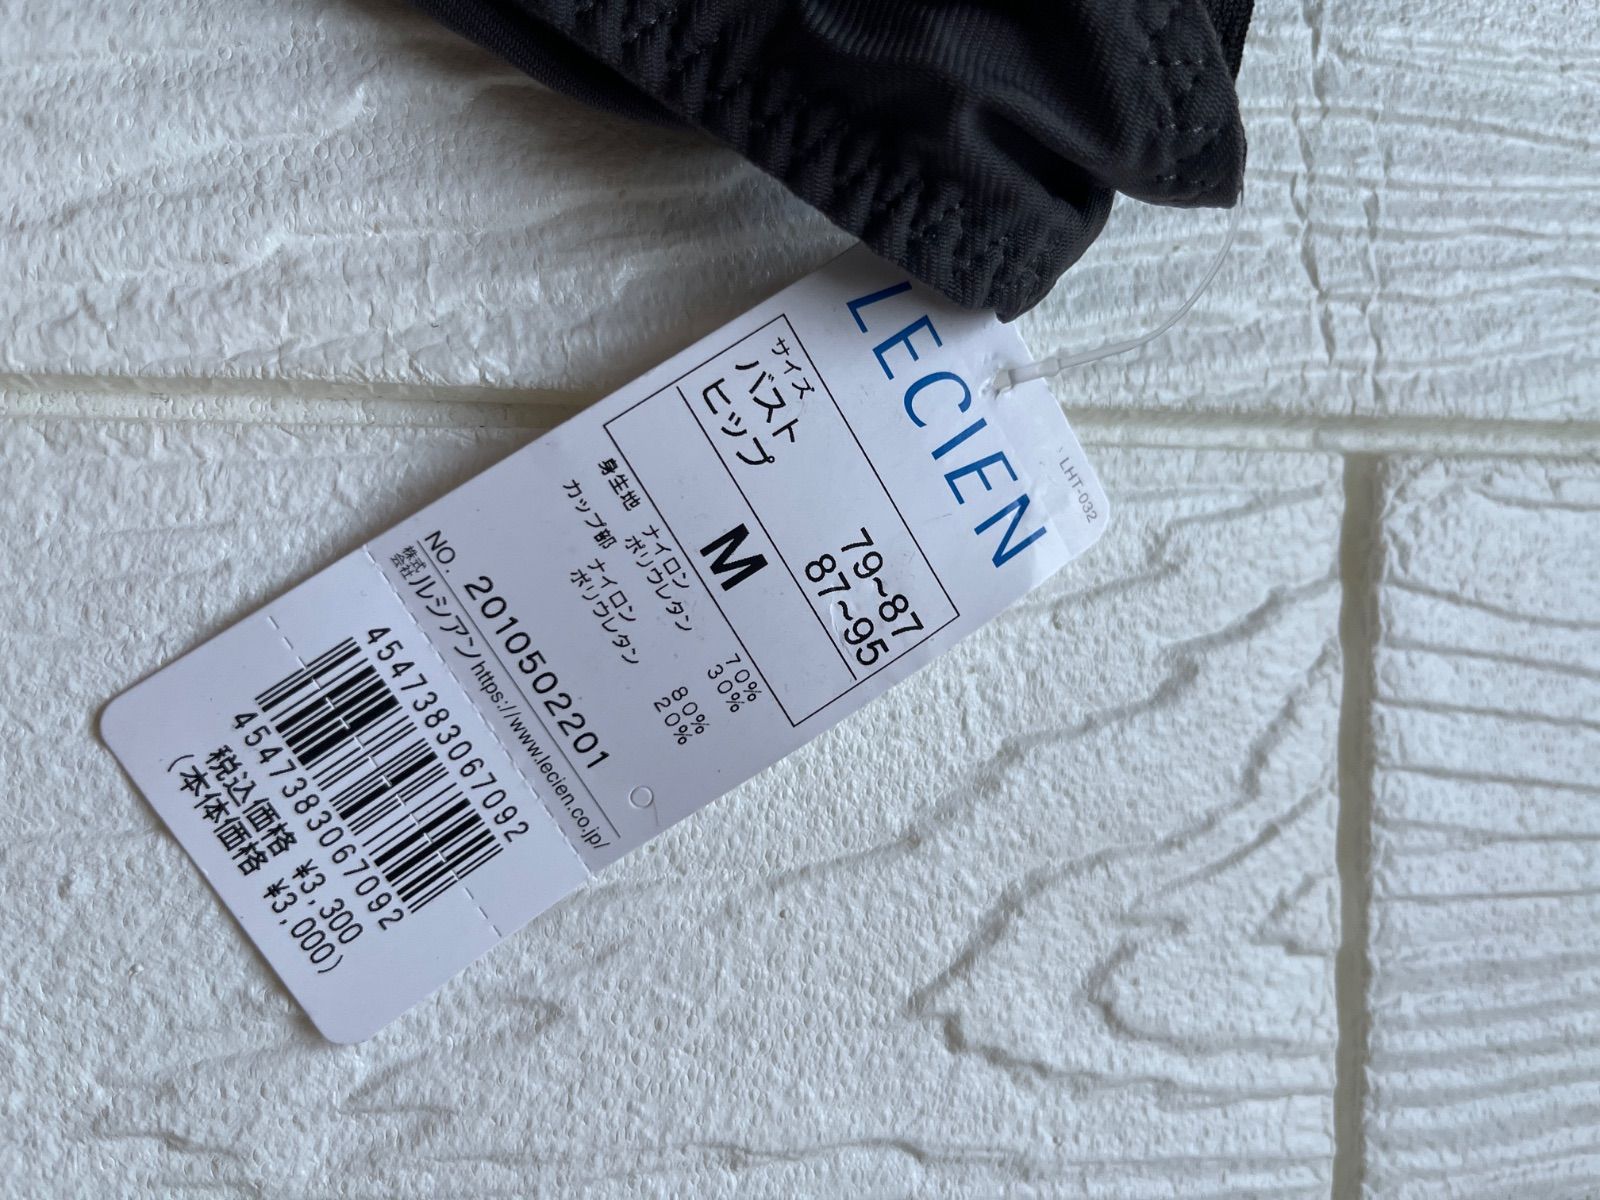 LECIEN
LHT-032
サイズ
バスト 79~87
ヒップ 87~95
M
身生地 ナイロン 70%
ポリウレタン 30%
カップ部 ナイロン 80%
ポリウレタン 20%
NO. 2010502201
株式会社 ルシアン https://www.lecien.co.jp/
4547383067092
4547383067092
税込価格 ¥3,300
(本体価格 ¥3,000)